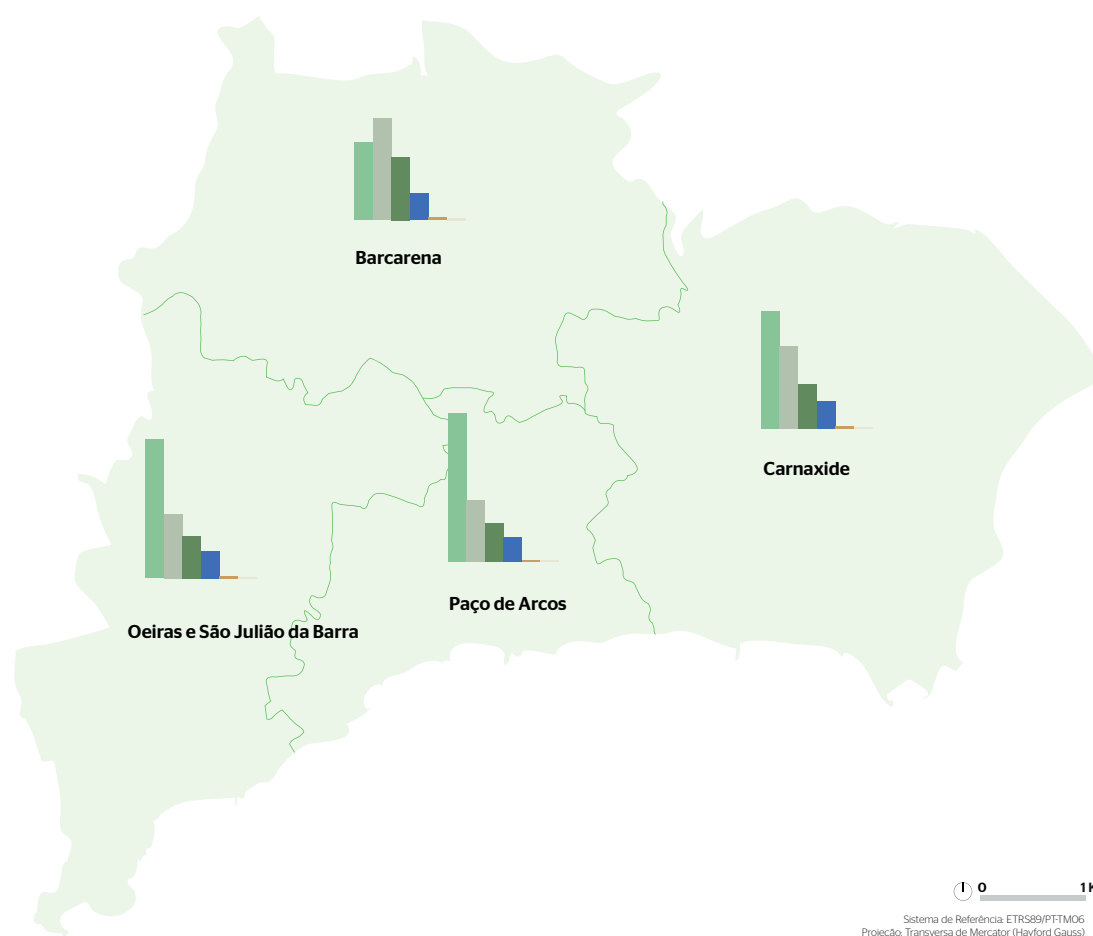 Barcarena
Carnaxide
Paço de Arcos
Oeiras e São Julião da Barra
0 1 K
Sistema de Referência: ETRS89/PT-TM06
Projeção: Transversa de Mercator (Hayford Gauss)